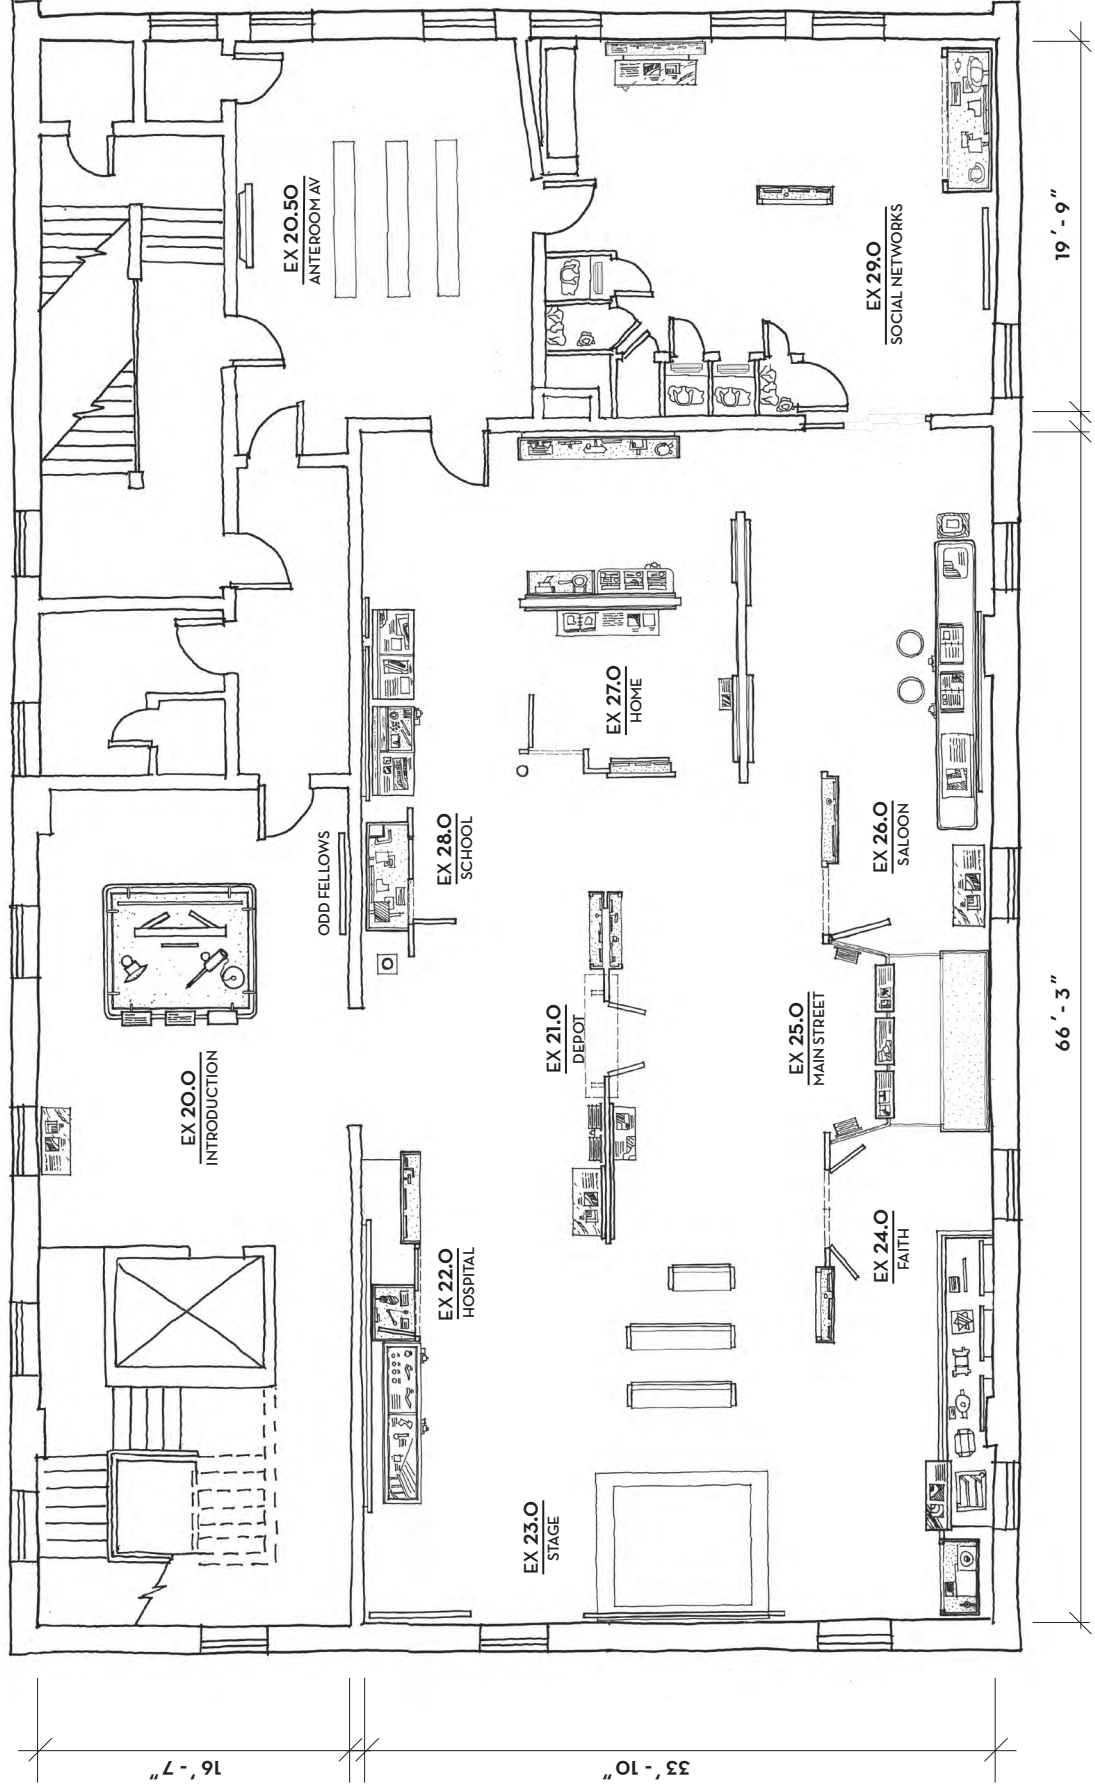 EX 20.50
ANTEROOM AV
EX 29.0
SOCIAL NETWORKS
19' - 9"
EX 27.0
HOME
EX 28.0
SCHOOL
ODD FELLOWS
EX 26.0
SALOON
EX 20.0
INTRODUCTION
EX 21.0
DEPOT
EX 25.0
MAIN STREET
66' - 3"
EX 22.0
HOSPITAL
EX 24.0
FAITH
EX 23.0
STAGE
16' - 7"
33' - 10"